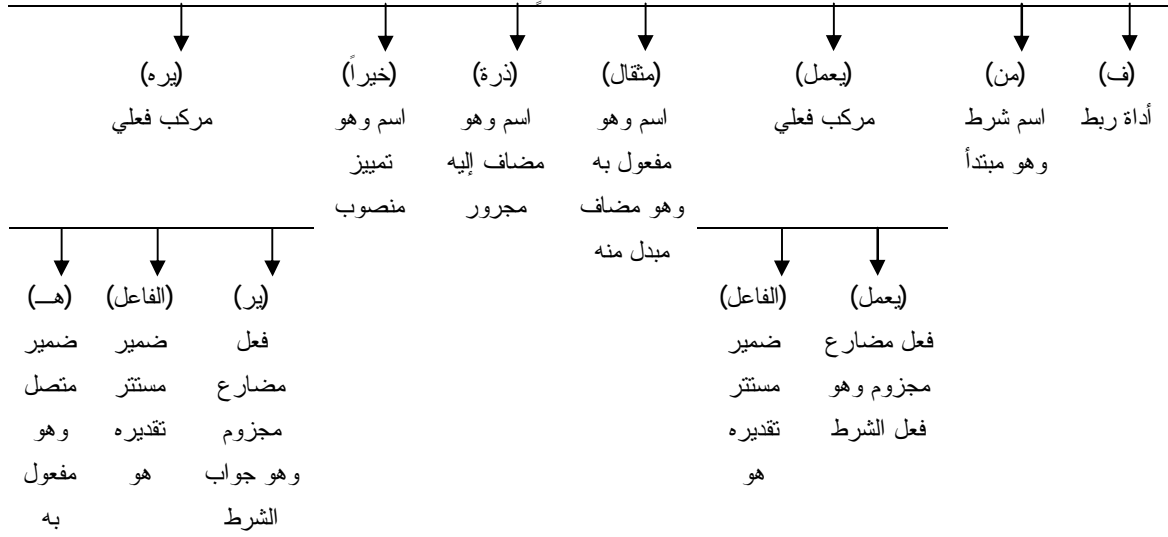 (ف) (من) (يعمل) (مثقال) (ذرة) (خيراً) (يره)
أداة ربط اسم شرط مركب فعلي اسم وهو اسم وهو اسم وهو مركب فعلي
وهو مبتدأ مفعول به مضاف إليه تمييز
وهو مضاف مجرور منصوب
مبدل منه
(يعمل) (الفاعل) (ير) (الفاعل) (هـ)
فعل مضارع ضمير فعل ضمير ضمير
مجزوم وهو مستتر مضارع مستتر متصل
فعل الشرط تقديره مجزوم تقديره وهو
هو وهو جواب هو مفعول
الشرط به